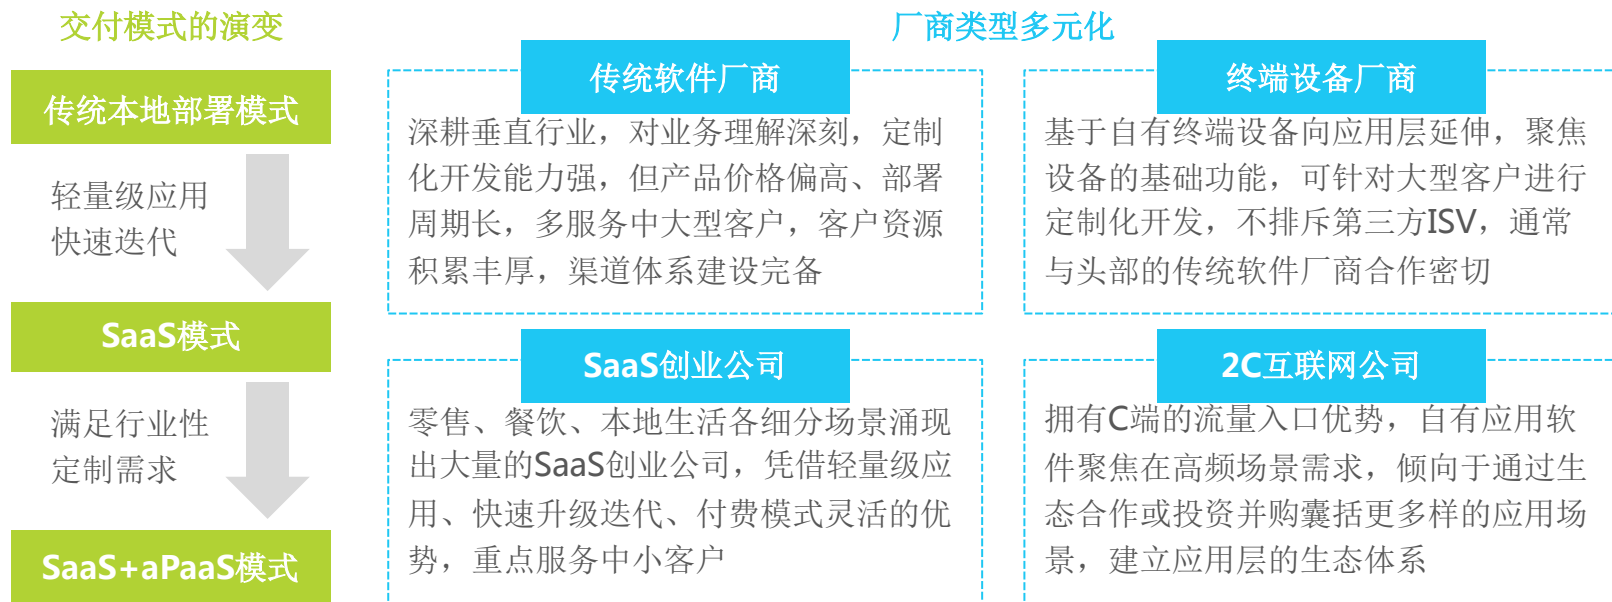 交付模式的演变
传统本地部署模式
轻量级应用
快速迭代
SaaS模式
满足行业性
定制需求
SaaS+aPaaS模式
厂商类型多元化
传统软件厂商
深耕垂直行业，对业务理解深刻，定制
化开发能力强，但产品价格偏高、部署
周期长，多服务中大型客户，客户资源
积累丰厚，渠道体系建设完备
终端设备厂商
基于自有终端设备向应用层延伸，聚焦
设备的基础功能，可针对大型客户进行
定制化开发，不排斥第三方ISV，通常
与头部的传统软件厂商合作密切
SaaS创业公司
零售、餐饮、本地生活各细分场景涌现
出大量的SaaS创业公司，凭借轻量级应
用、快速升级迭代、付费模式灵活的优
势，重点服务中小客户
2C互联网公司
拥有C端的流量入口优势，自有应用软
件聚焦在高频场景需求，倾向于通过生
态合作或投资并购囊括更多样的应用场
景，建立应用层的生态体系